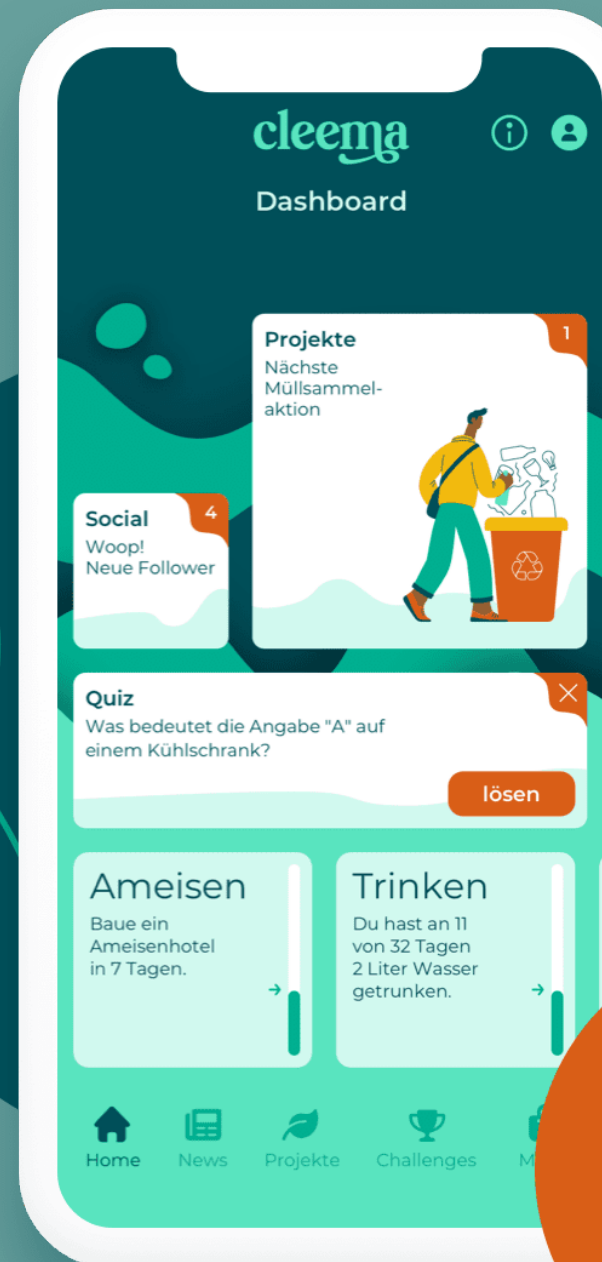 cleema
Dashboard
Projekte
1
Nächste
Müllsammel-
aktion
Social
4
Woop!
Neue Follower
Quiz
Was bedeutet die Angabe "A" auf
einem Kühlschrank?
lösen
Ameisen
Baue ein
Ameisenhotel
in 7 Tagen.
Trinken
Du hast an 11
von 32 Tagen
2 Liter Wasser
getrunken.
Home
News
Projekte
Challenges